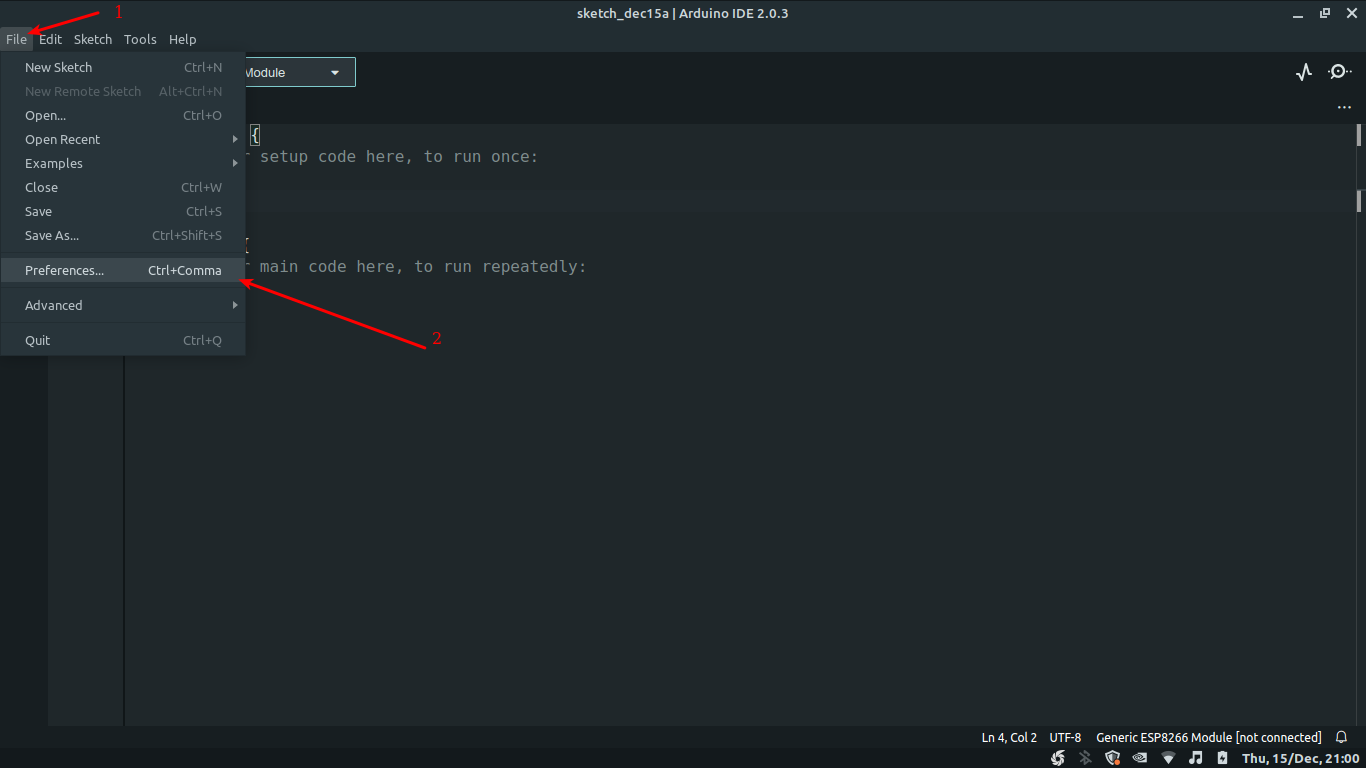 1
sketch_dec15a | Arduino IDE 2.0.3
File Edit Sketch Tools Help
New Sketch Ctrl+N
Module
New Remote Sketch Alt+Ctrl+N
Open... Ctrl+O
Open Recent
{
Examples
setup code here, to run once:
Close Ctrl+W
Save Ctrl+S
Save As... Ctrl+Shift+S
Preferences... Ctrl+Comma
main code here, to run repeatedly:
Advanced
Quit Ctrl+Q
2
Ln 4, Col 2 UTF-8 Generic ESP8266 Module [not connected]
Thu, 15/Dec, 21:00